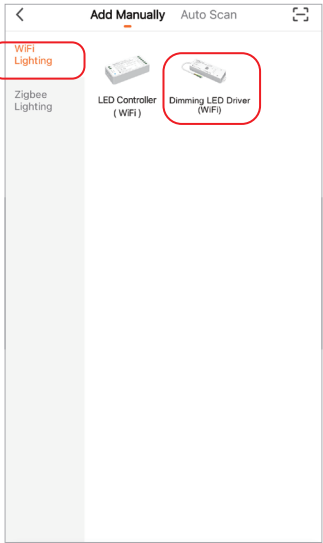 Add Manually Auto Scan
WiFi
Lighting
Zigbee
Lighting
LED Controller
( WiFi )
Dimming LED Driver
(WiFi)